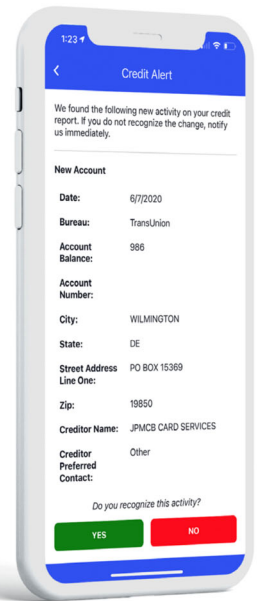 1:23
Credit Alert
We found the following new activity on your credit
report. If you do not recognize the change, notify
us immediately.
New Account
Date: 6/7/2020
Bureau: TransUnion
Account Balance: 986
Account Number:
City: WILMINGTON
State: DE
Street Address Line One: PO BOX 15369
Zip: 19850
Creditor Name: JPMCB CARD SERVICES
Creditor Preferred Contact: Other
Do you recognize this activity?
YES NO